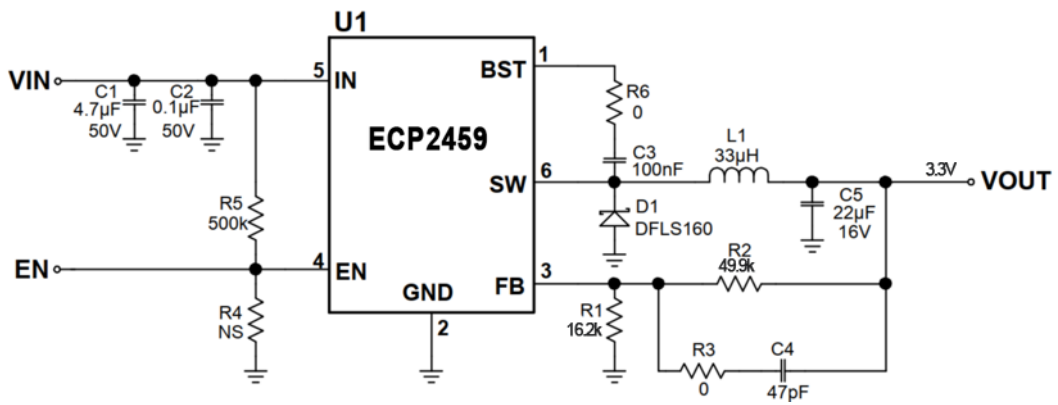 U1
VIN
C1
4.7µF
50V
C2
0.1µF
50V
5
IN
ECP2459
BST
1
R6
0
C3
100nF
L1
33µH
SW
6
3.3V
VOUT
C5
22µF
16V
D1
DFLS160
R5
500k
EN
4
EN
R4
NS
GND
2
FB
3
R1
16.2k
R2
49.9k
R3
0
C4
47pF